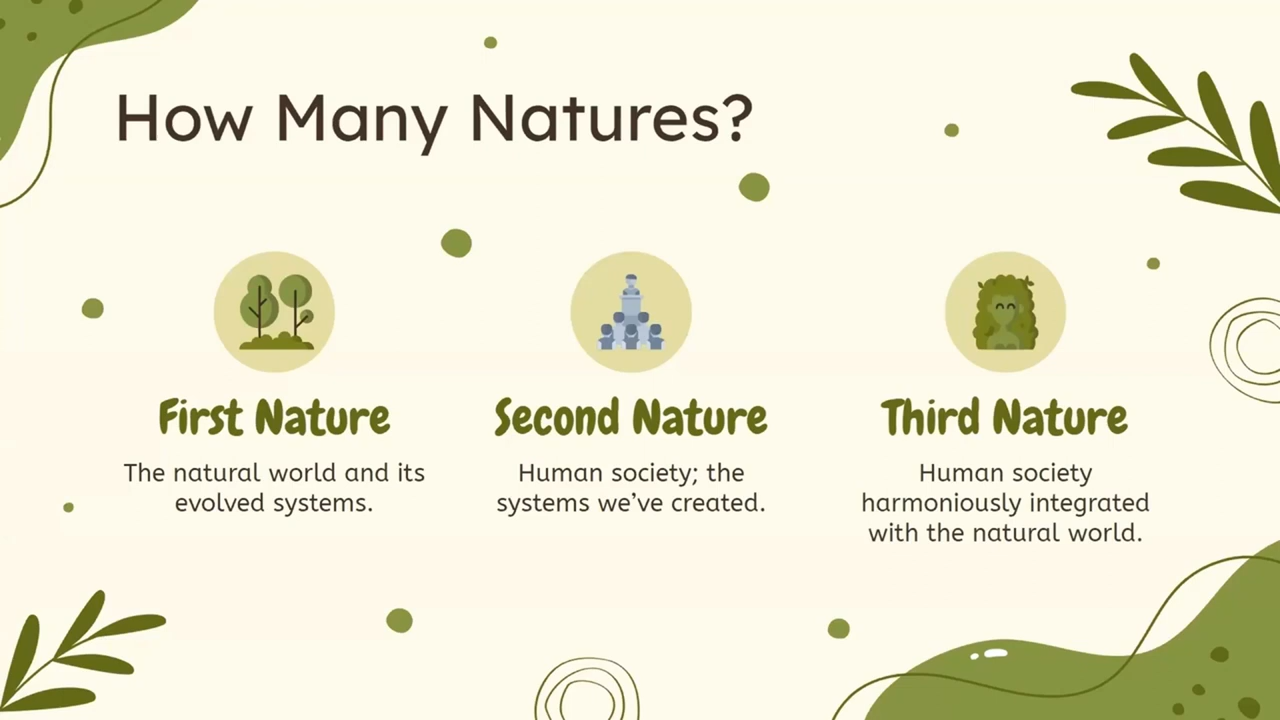 How Many Natures?
First Nature
The natural world and its
evolved systems.
Second Nature
Human society; the
systems we’ve created.
Third Nature
Human society
harmoniously integrated
with the natural world.